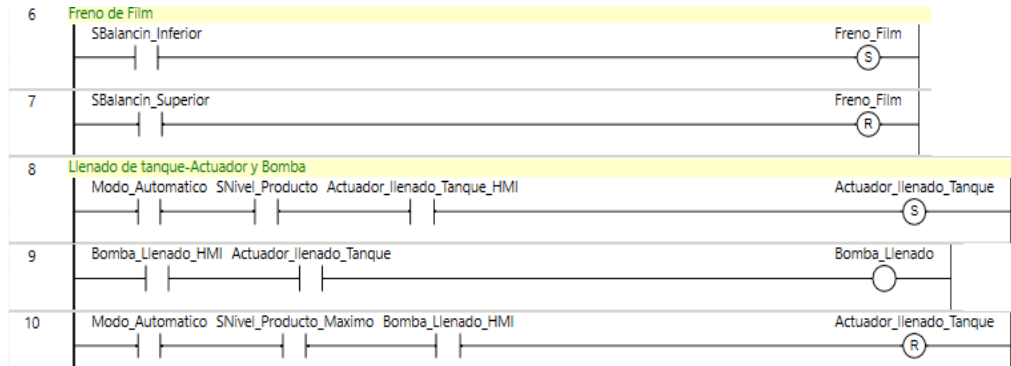 6 Freno de Film
SBalancin_Inferior Freno_Film
S
7 SBalancin_Superior Freno_Film
R
8 Llenado de tanque-Actuador y Bomba
Modo_Automatico SNivel_Producto Actuador_llenado_Tanque_HMI Actuador_llenado_Tanque
S
9 Bomba_Llenado_HMI Actuador_llenado_Tanque Bomba_Llenado
10 Modo_Automatico SNivel_Producto_Maximo Bomba_Llenado_HMI Actuador_llenado_Tanque
R